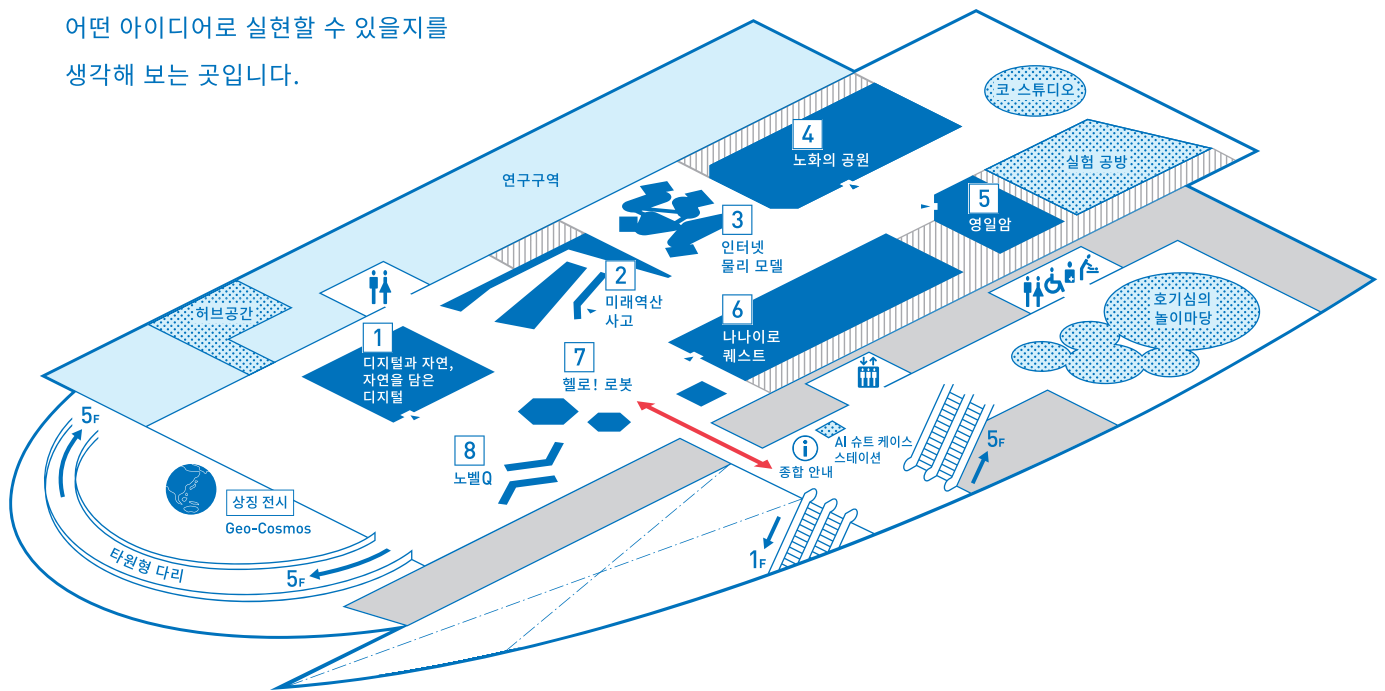 어떤 아이디어로 실현할 수 있을지를
생각해 보는 곳입니다.
코·스튜디오
4
노화의 공원
실험 공방
연구구역
5
영일암
3
인터넷
물리 모델
2
미래역산
사고
호기심의
놀이마당
허브공간
6
나나이로
퀘스트
1
디지털과 자연,
자연을 담은
디지털
7
헬로! 로봇
5F
AI 슈트 케이스
스테이션
5F
8
노벨Q
종합 안내
상징 전시
Geo-Cosmos
타원형 다리
5F
1F